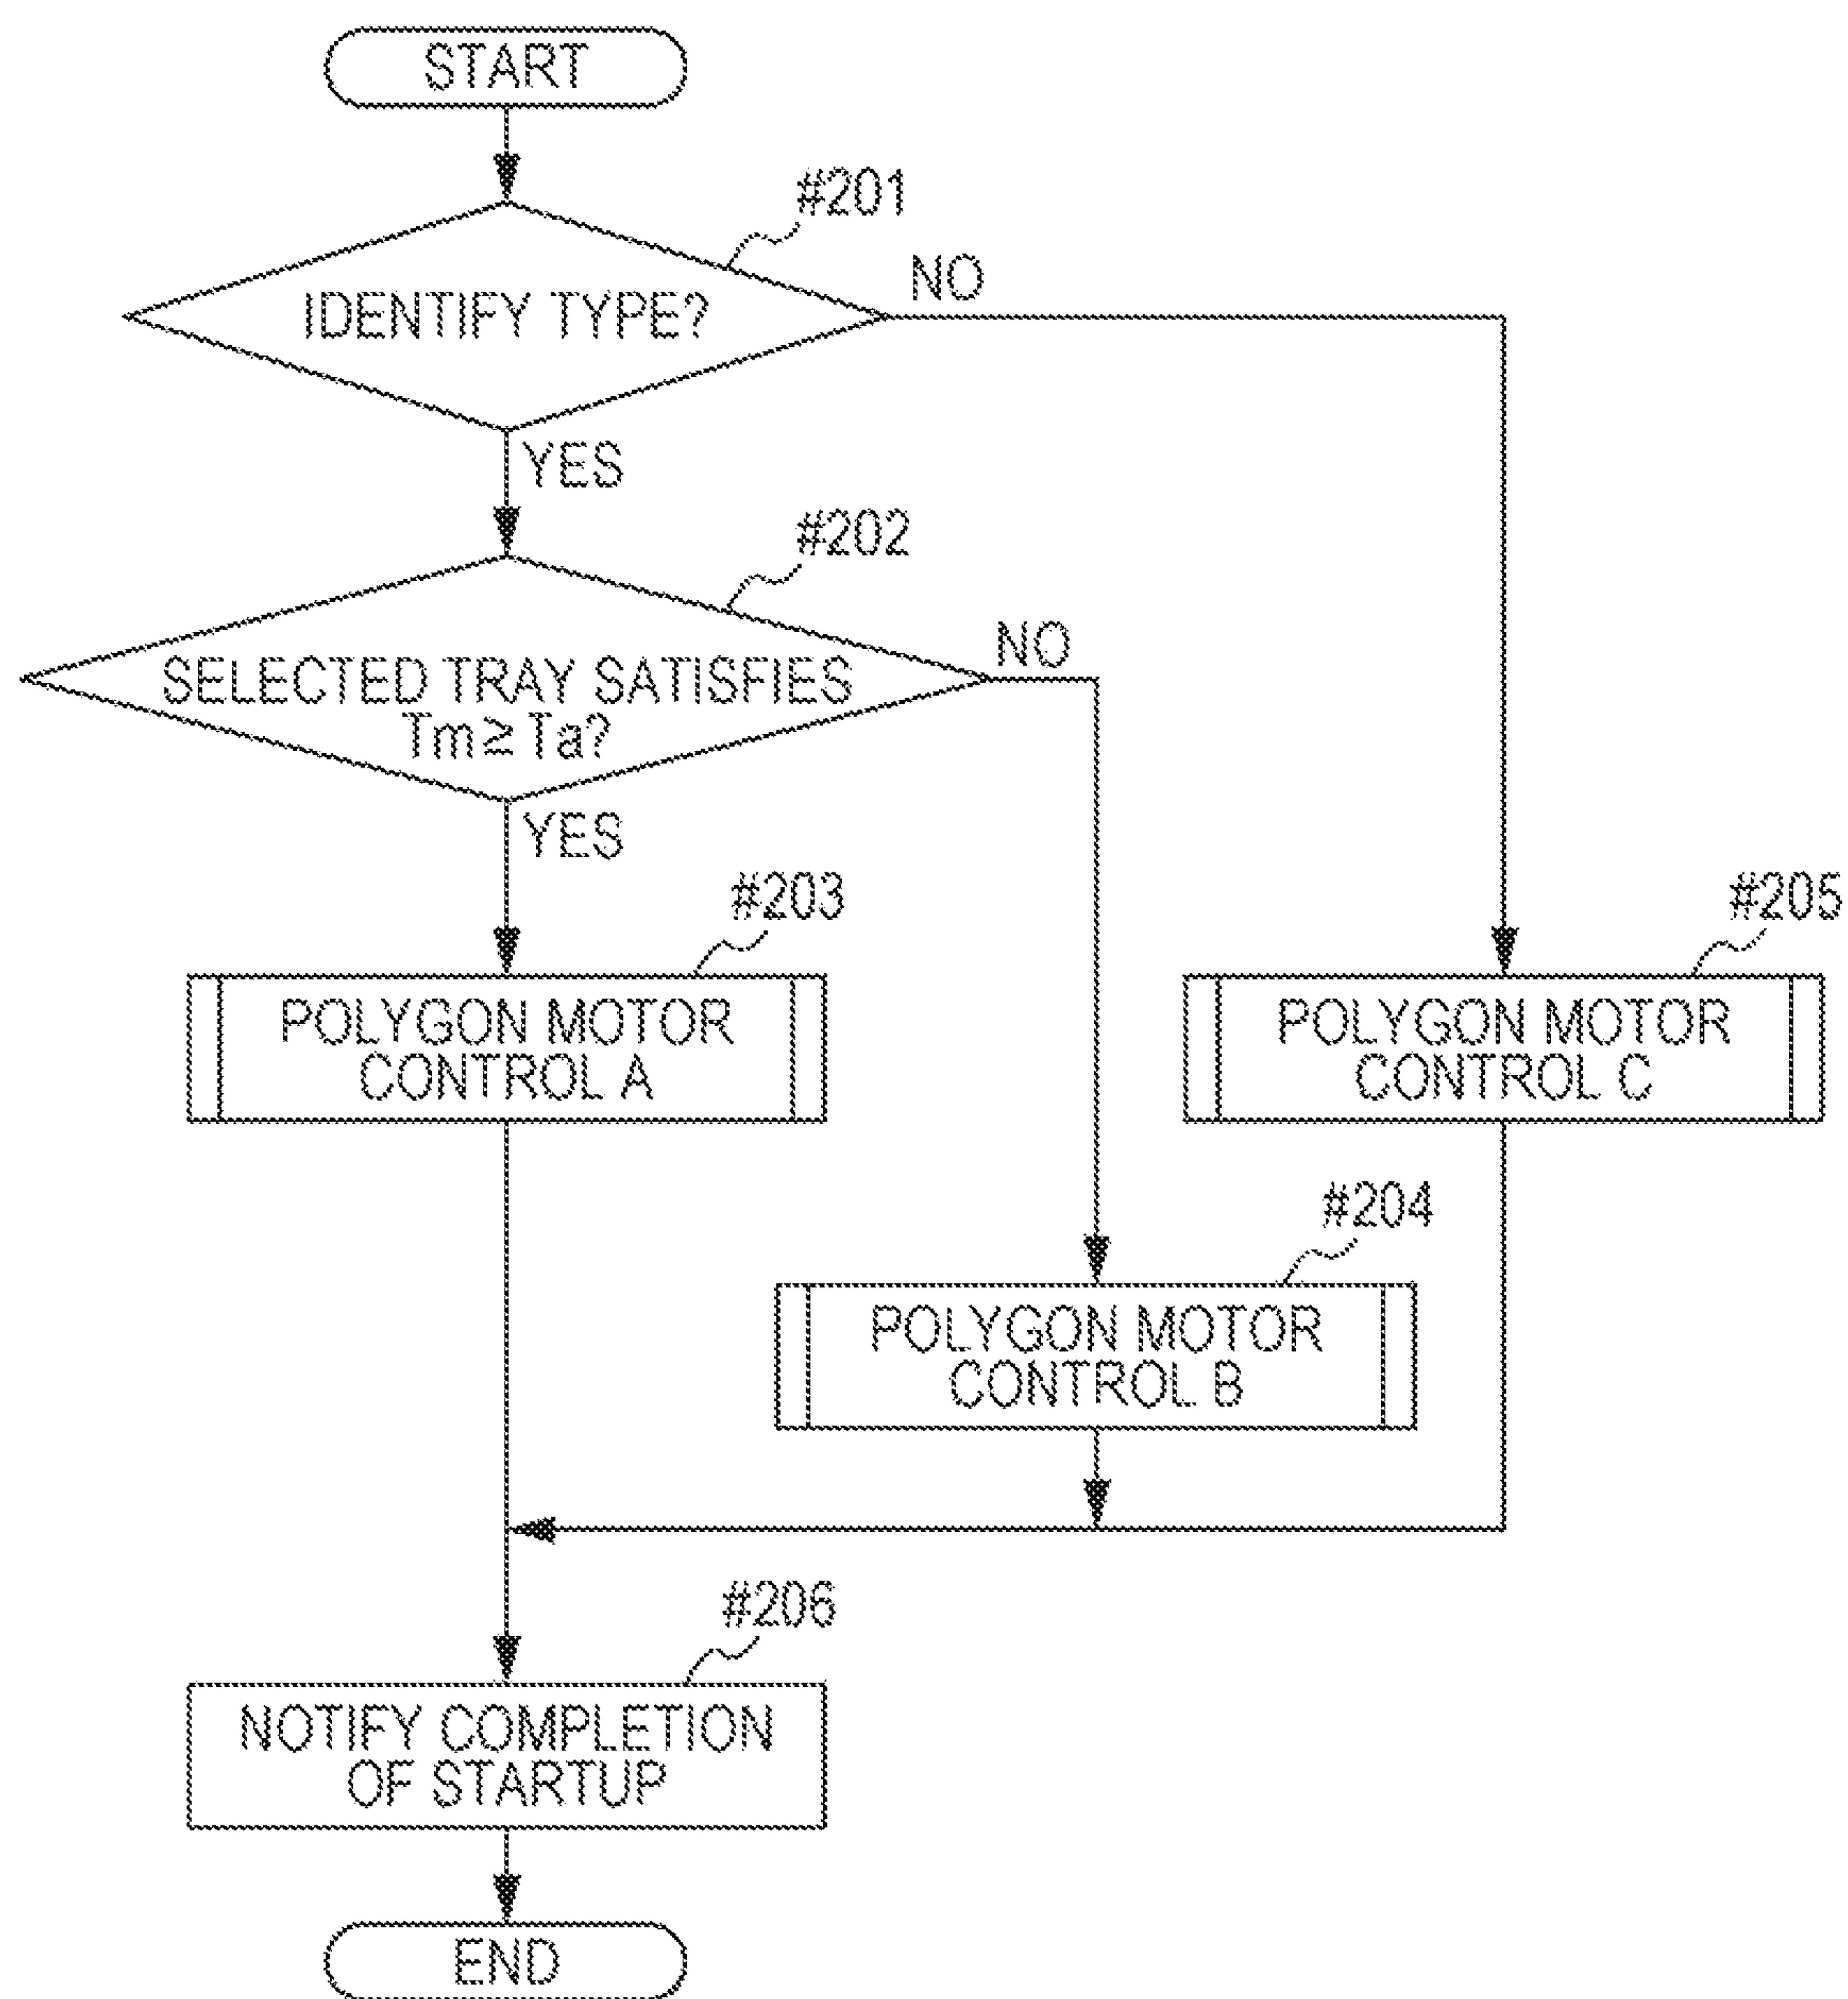 START
#201
IDENTIFY TYPE?
NO
YES
#202
SELECTED TRAY SATISFIES
Tm≧Ta?
NO
YES
#203
POLYGON MOTOR
CONTROL A
#205
POLYGON MOTOR
CONTROL C
#204
POLYGON MOTOR
CONTROL B
#206
NOTIFY COMPLETION
OF STARTUP
END